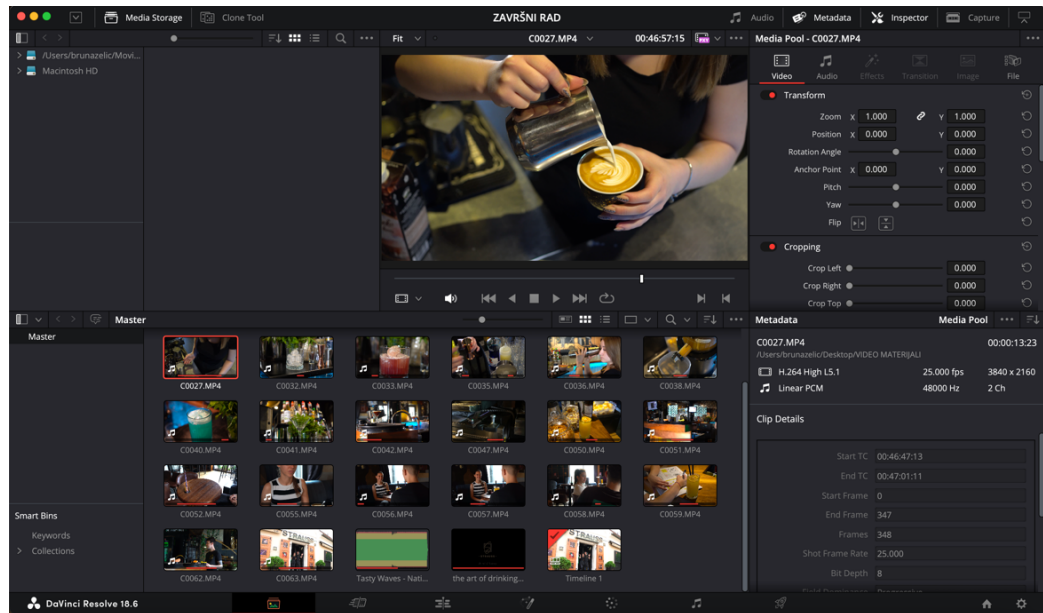 Media Storage Clone Tool ZAVRŠNI RAD Audio Metadata Inspector Capture
Fit C0027.MP4 00:46:57:15 Media Pool - C0027.MP4
/Users/brunazelic/Movi...
Macintosh HD
Video Audio Effects Transition Image File
Transform
Zoom X 1.000 Y 1.000
Position X 0.000 Y 0.000
Rotation Angle 0.000
Anchor Point X 0.000 Y 0.000
Pitch 0.000
Yaw 0.000
Flip
Cropping
Crop Left 0.000
Crop Right 0.000
Crop Top 0.000
Master
Master
C0027.MP4 C0032.MP4 C0033.MP4 C0035.MP4 C0036.MP4 C0038.MP4
C0040.MP4 C0041.MP4 C0042.MP4 C0047.MP4 C0050.MP4 C0051.MP4
C0052.MP4 C0055.MP4 C0056.MP4 C0057.MP4 C0058.MP4 C0059.MP4
STRAUSS STRAUSS
C0062.MP4 C0063.MP4 Tasty Waves - Nati... the art of drinking... Timeline 1
Smart Bins
Keywords
Collections
Metadata Media Pool
C0027.MP4 00:00:13:23
/Users/brunazelic/Desktop/VIDEO MATERIJALI
H.264 High L5.1 25.000 fps 3840 x 2160
Linear PCM 48000 Hz 2 Ch
Clip Details
Start TC 00:46:47:13
End TC 00:47:01:11
Start Frame 0
End Frame 347
Frames 348
Shot Frame Rate 25.000
Bit Depth 8
Field Dominance Progressive
DaVinci Resolve 18.6